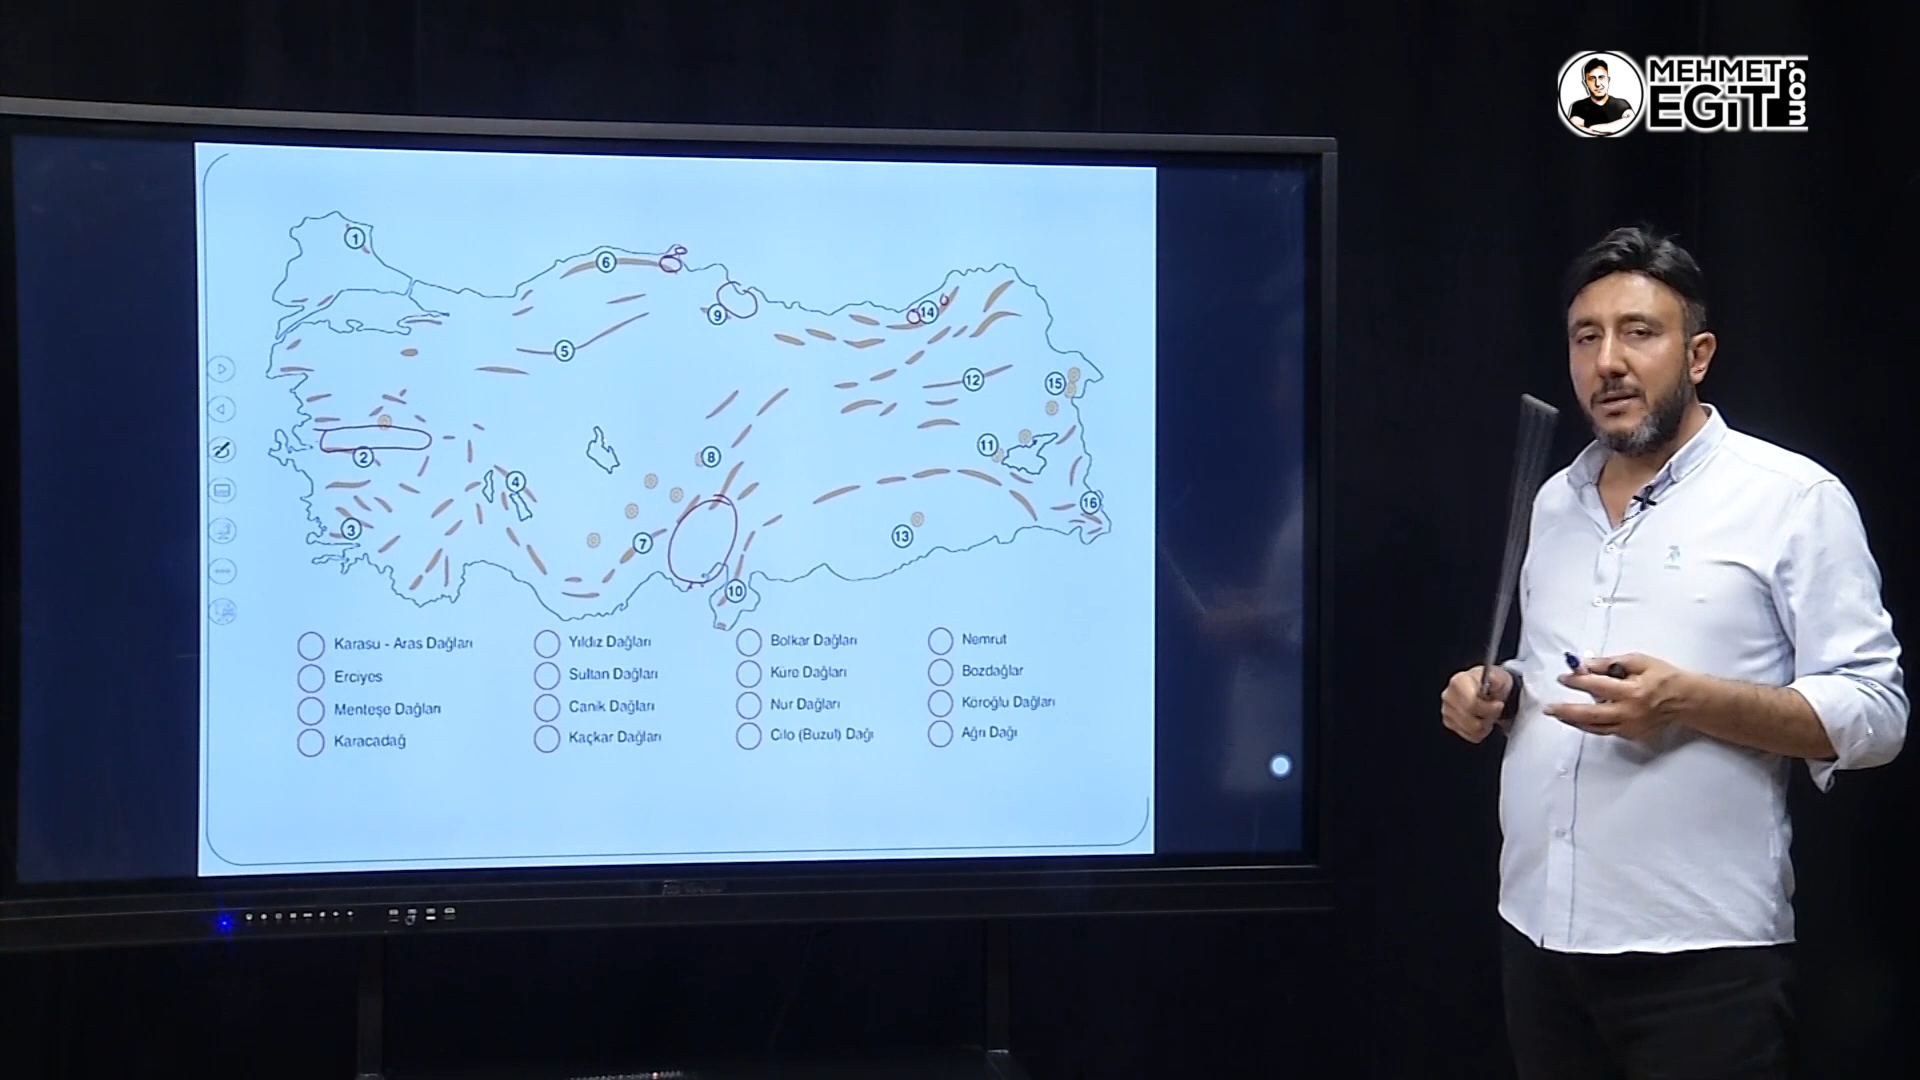 MEHMET
EGiT
.com
1
6
14
9
5
12
15
11
2
8
4
16
3
7
13
10
Karasu - Aras Dağları
Yıldız Dağları
Bolkar Dağları
Nemrut
Erciyes
Sultan Dağları
Küre Dağları
Bozdağlar
Menteşe Dağları
Canik Dağları
Nur Dağları
Köroğlu Dağları
Karacadağ
Kaçkar Dağları
Cilo (Buzul) Dağı
Ağrı Dağı